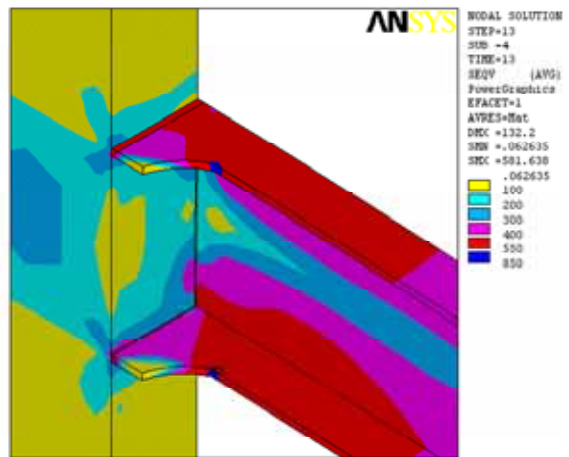 ANSYS
NODAL SOLUTION
STEP=13
SUB =4
TIME=13
SEQV (AVG)
PowerGraphics
EFACET=1
AVRES=Mat
DMX =132.2
SMN =.062635
SMX =581.638
.062635
100
200
300
400
550
850